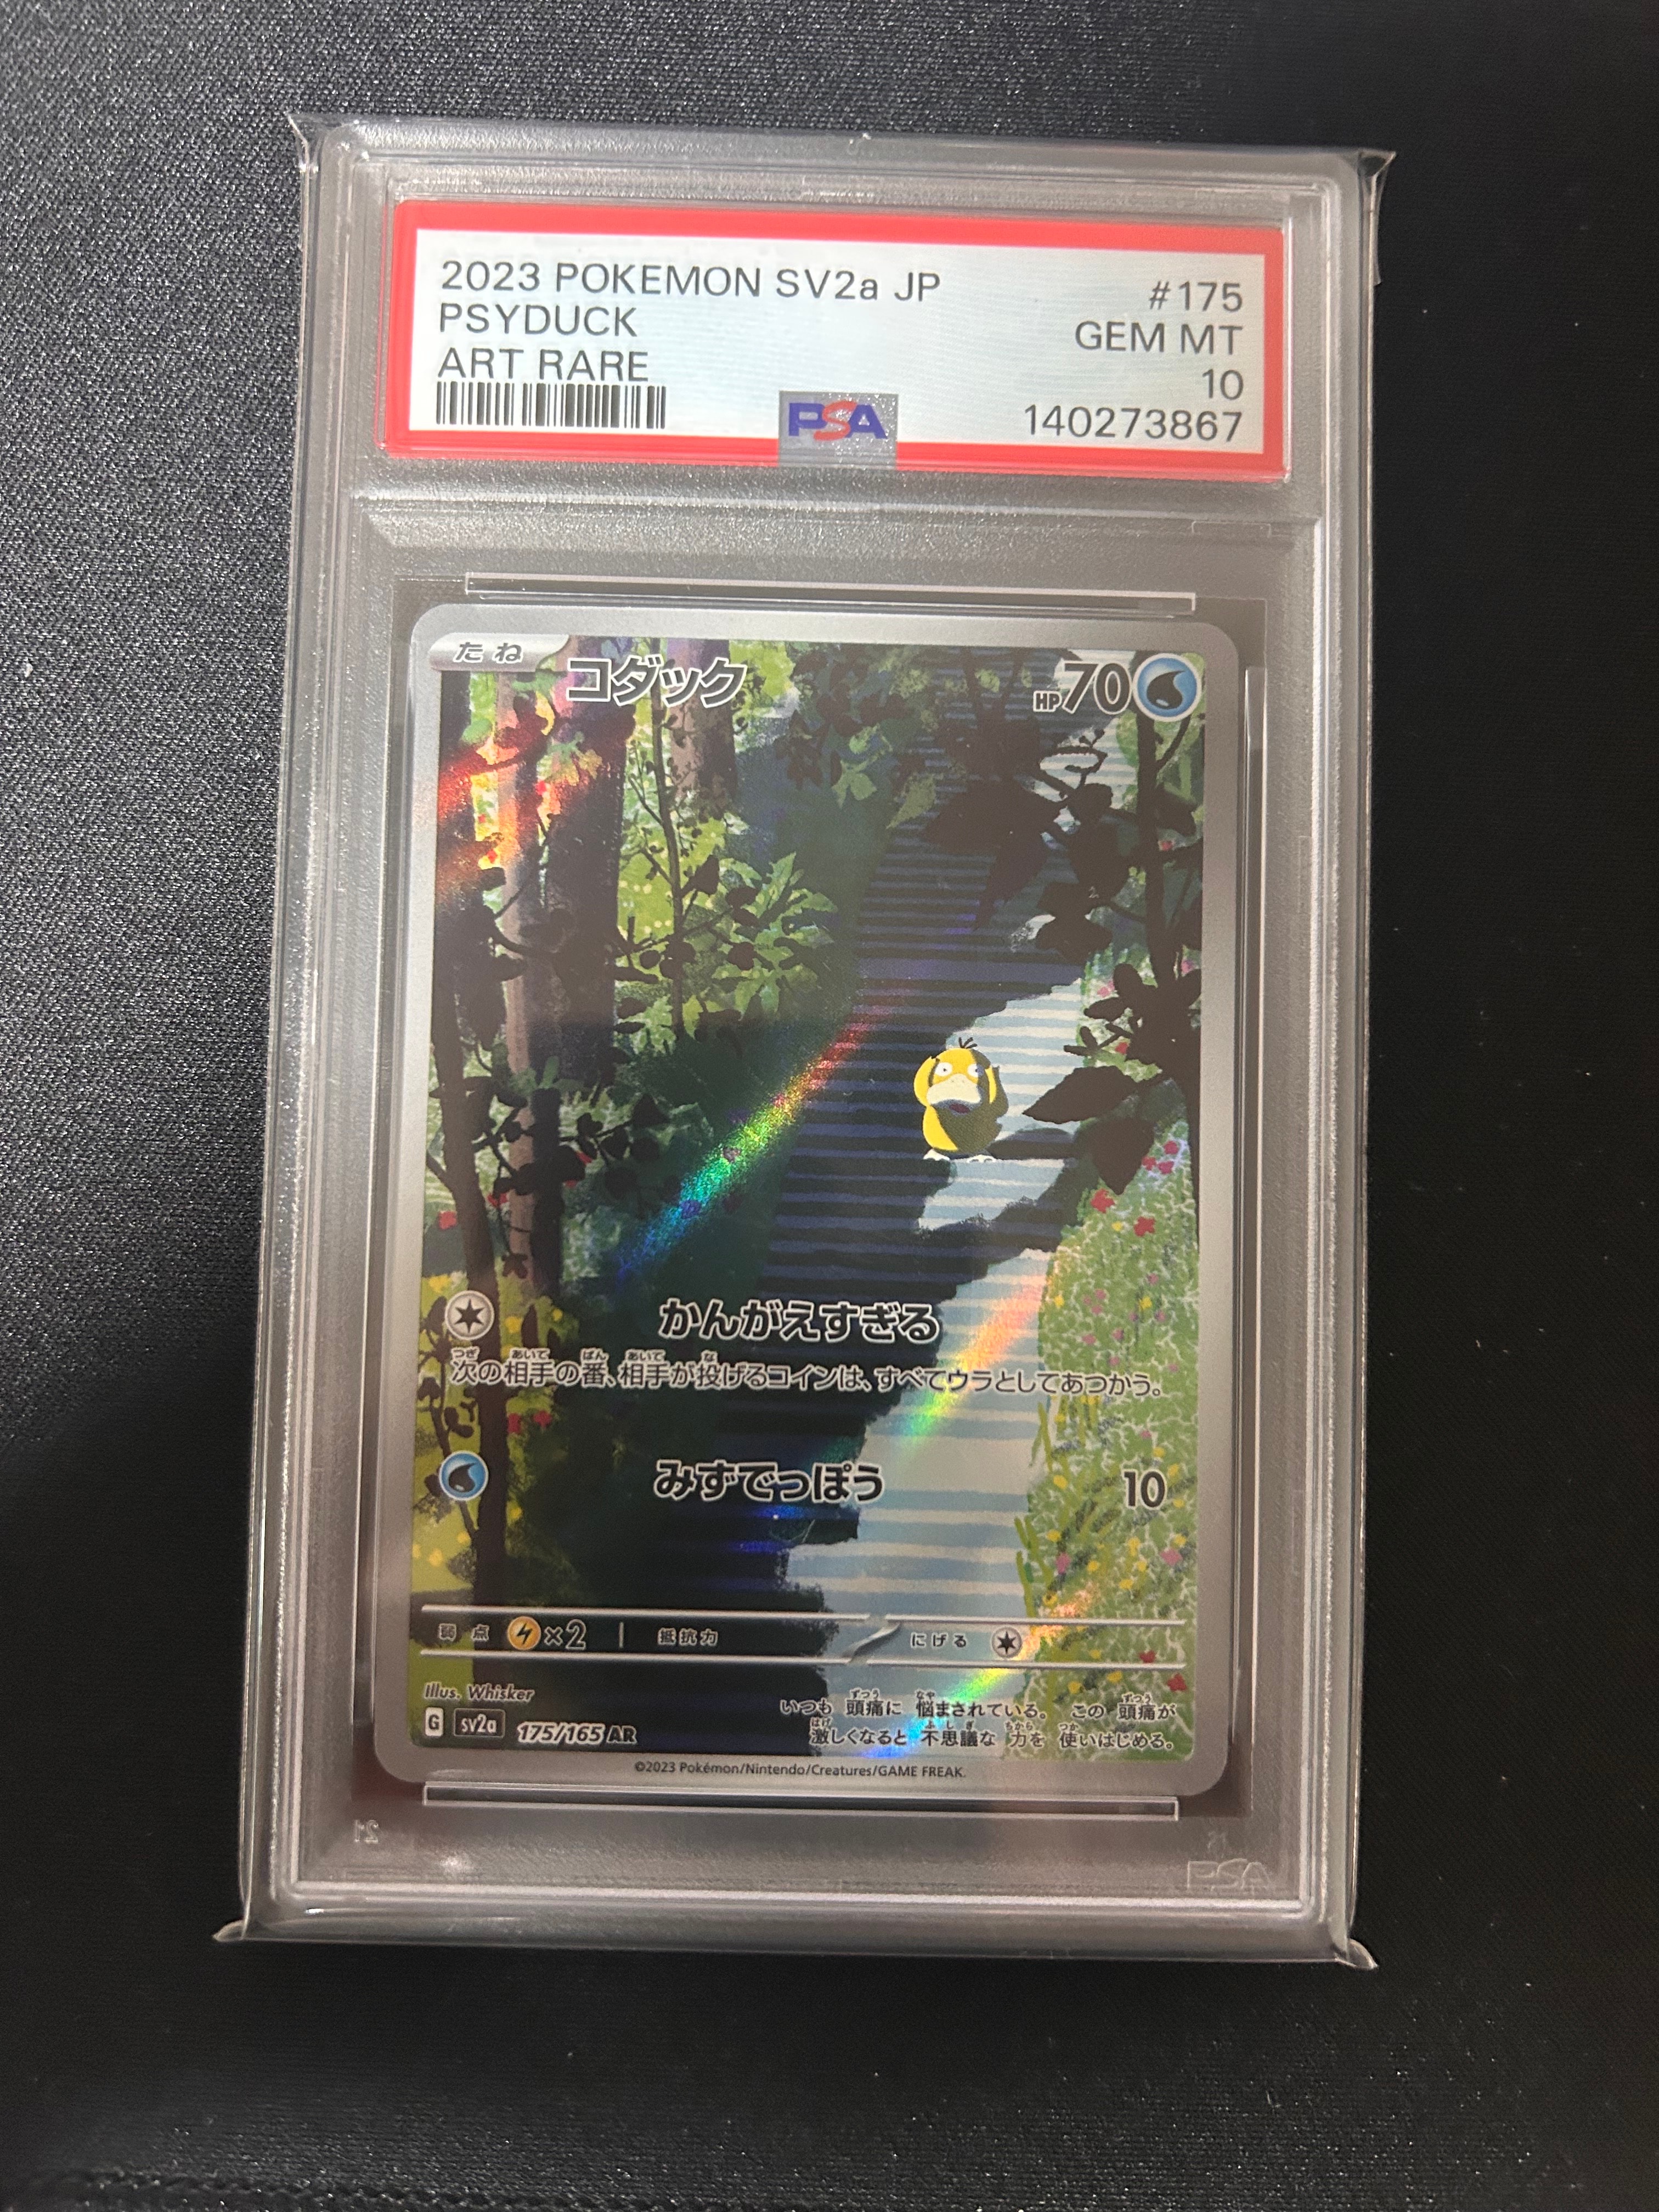 2023 POKEMON SV2a JP #175
PSYDUCK GEM MT
ART RARE 10
140273867
PSA
たね
コダック HP70
かんがえすぎる
次の相手の番、相手が投げるコインは、すべてウラとしてあつかう。
みずでっぽう 10
弱点 ×2 抵抗力 にげる
Illus. Whisker
いつも 頭痛に 悩まされている。 この 頭痛が
激しくなると 不思議な 力を 使いはじめる。
G sv2a 175/165 AR
©2023 Pokémon/Nintendo/Creatures/GAME FREAK.
PSA